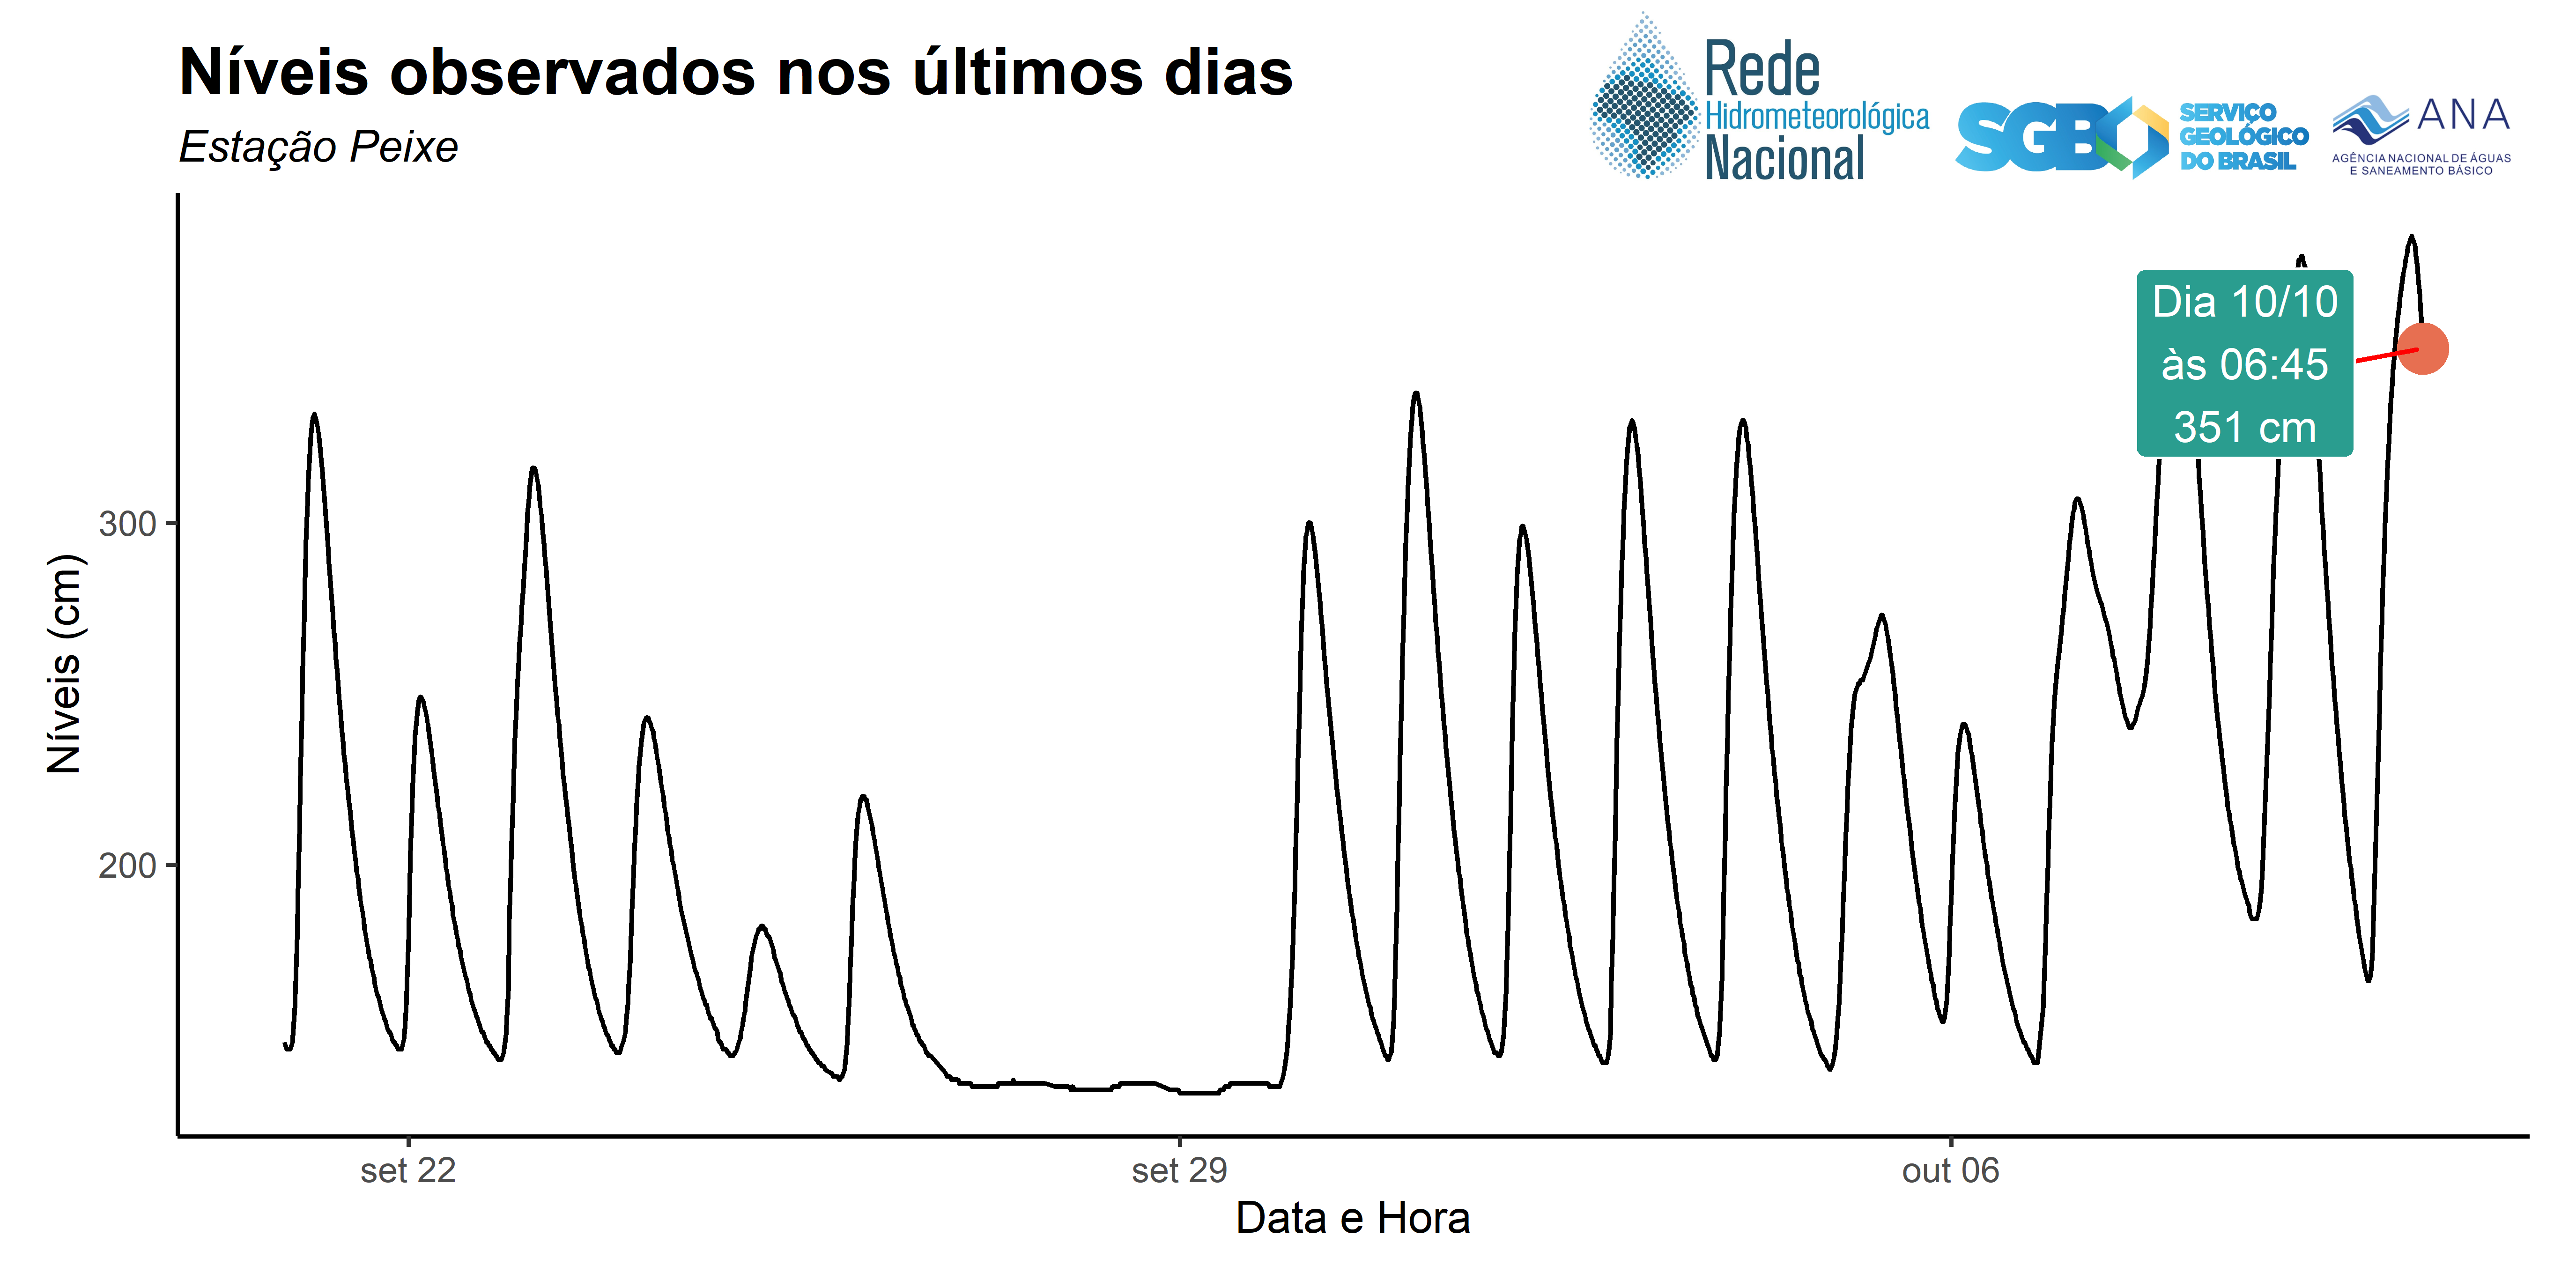 Níveis observados nos últimos dias
Estação Peixe
Rede
Hidrometeorológica
Nacional
SGB
SERVIÇO
GEOLÓGICO
DO BRASIL
ANA
AGÊNCIA NACIONAL DE ÁGUAS
E SANEAMENTO BÁSICO
Dia 10/10
às 06:45
351 cm
Níveis (cm)
300
200
set 22
set 29
out 06
Data e Hora